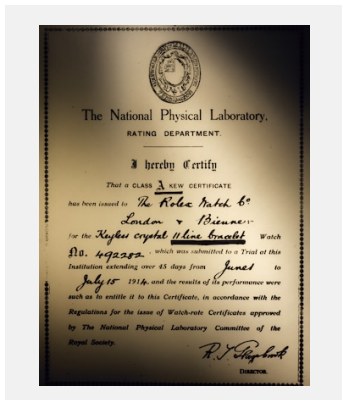 The National Physical Laboratory.
RATING DEPARTMENT.
I hereby Certify
That a CLASS A KEW CERTIFICATE
has been issued to The Rolex Watch Co
London & Bienne
for the Keyless crystal 11 line bracelet Watch
No. 492282, which was submitted to a Trial at this
Institution extending over 45 days from June 1 to
July 15 1914, and the results of its performance were
such as to entitle it to this Certificate, in accordance with the
Regulations for the issue of Watch-rate Certificates approved
by The National Physical Laboratory Committee of the
Royal Society.
DIRECTOR.